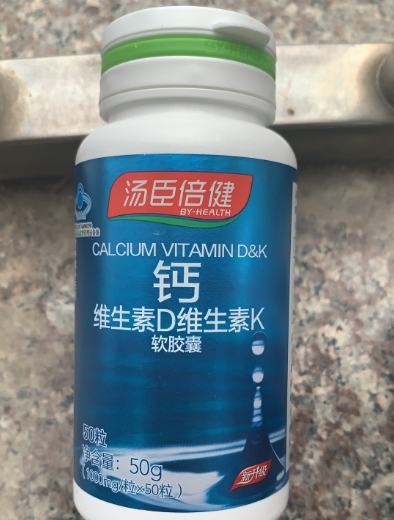 汤臣倍健
BY-HEALTH
CALCIUM VITAMIN D&K
钙
维生素D维生素K
软胶囊
50粒
净含量: 50g
(1000mg/粒×50粒)
新升级